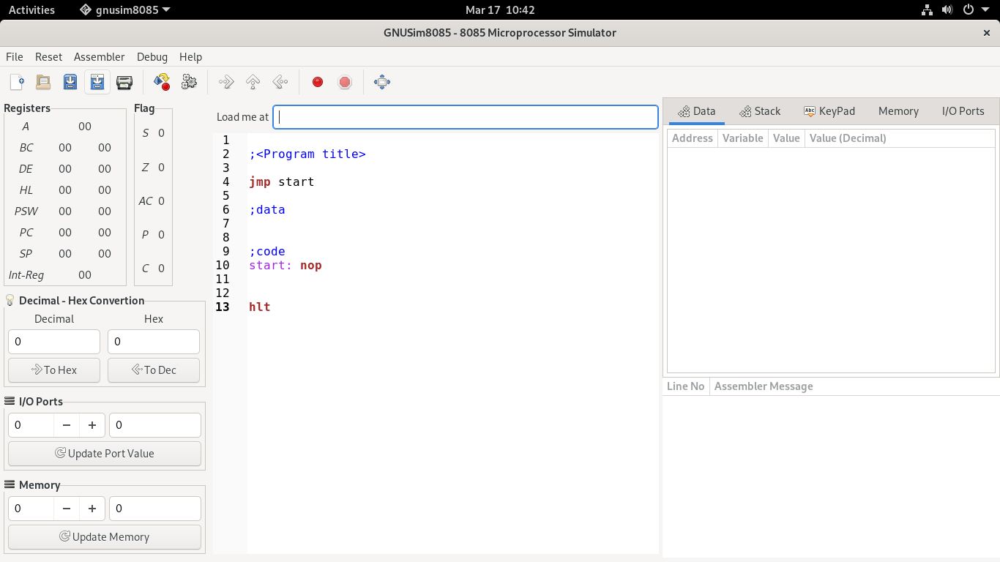 Activities gnusim8085 Mar 17 10:42
GNUSim8085 - 8085 Microprocessor Simulator ×
File Reset Assembler Debug Help
Registers
A 00
BC 00 00
DE 00 00
HL 00 00
PSW 00 00
PC 00 00
SP 00 00
Int-Reg 00
Flag
S 0
Z 0
AC 0
P 0
C 0
Decimal - Hex Convertion
Decimal Hex
0 0
To Hex To Dec
I/O Ports
0 − + 0
Update Port Value
Memory
0 − + 0
Update Memory
Load me at
1
2 ;<Program title>
3
4 jmp start
5
6 ;data
7
8
9 ;code
10 start: nop
11
12
13 hlt
Data Stack Abc KeyPad Memory I/O Ports
Address Variable Value Value (Decimal)
Line No Assembler Message